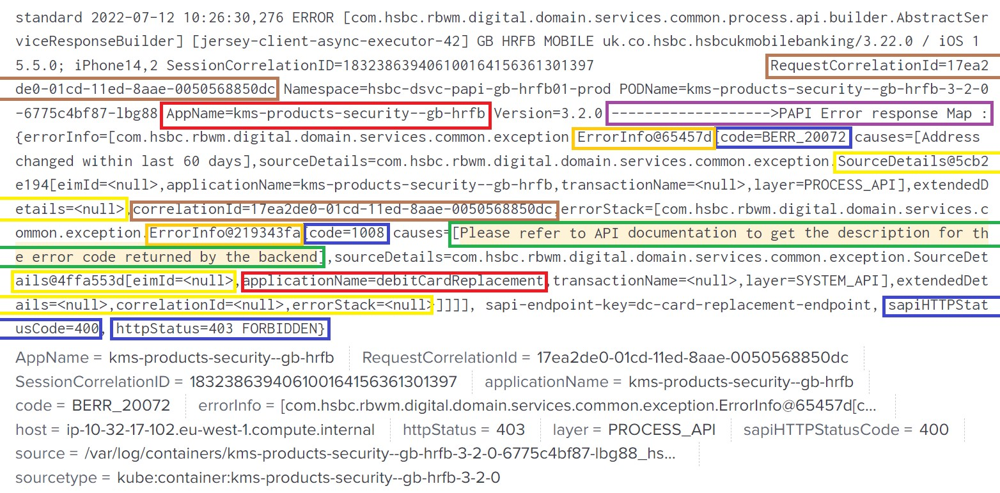 standard 2022-07-12 10:26:30,276 ERROR [com.hsbc.rbwm.digital.domain.services.common.process.api.builder.AbstractSer
viceResponseBuilder] [jersey-client-async-executor-42] GB HRFB MOBILE uk.co.hsbc.hsbcukmobilebanking/3.22.0 / iOS 1
5.5.0; iPhone14,2 SessionCorrelationID=183238639406100164156361301397 RequestCorrelationId=17ea2
de0-01cd-11ed-8aae-0050568850dc Namespace=hsbc-dsvc-papi-gb-hrfb01-prod PODName=kms-products-security--gb-hrfb-3-2-0
-6775c4bf87-lbg88 AppName=kms-products-security--gb-hrfb Version=3.2.0 ------------------->PAPI Error response Map :
{errorInfo=[com.hsbc.rbwm.digital.domain.services.common.exception.ErrorInfo@65457d[code=BERR_20072 causes=[Address
changed within last 60 days],sourceDetails=com.hsbc.rbwm.digital.domain.services.common.exception.SourceDetails@5cb2
e194[eimId=<null>,applicationName=kms-products-security--gb-hrfb,transactionName=<null>,layer=PROCESS_API],extendedD
etails=<null>,correlationId=17ea2de0-01cd-11ed-8aae-0050568850dc,errorStack=[com.hsbc.rbwm.digital.domain.services.c
ommon.exception.ErrorInfo@219343fa[code=1008 causes=[Please refer to API documentation to get the description for th
e error code returned by the backend],sourceDetails=com.hsbc.rbwm.digital.domain.services.common.exception.SourceDet
ails@4ffa553d[eimId=<null>,applicationName=debitCardReplacement,transactionName=<null>,layer=SYSTEM_API],extendedDet
ails=<null>,correlationId=<null>,errorStack=<null>]]]], sapi-endpoint-key=dc-card-replacement-endpoint, sapiHTTPStat
usCode=400, httpStatus=403 FORBIDDEN}
AppName = kms-products-security--gb-hrfb RequestCorrelationId = 17ea2de0-01cd-11ed-8aae-0050568850dc
SessionCorrelationID = 183238639406100164156361301397 applicationName = kms-products-security--gb-hrfb
code = BERR_20072 errorInfo = [com.hsbc.rbwm.digital.domain.services.common.exception.ErrorInfo@65457d[c...
host = ip-10-32-17-102.eu-west-1.compute.internal httpStatus = 403 layer = PROCESS_API sapiHTTPStatusCode = 400
source = /var/log/containers/kms-products-security--gb-hrfb-3-2-0-6775c4bf87-lbg88_hs...
sourcetype = kube:container:kms-products-security--gb-hrfb-3-2-0